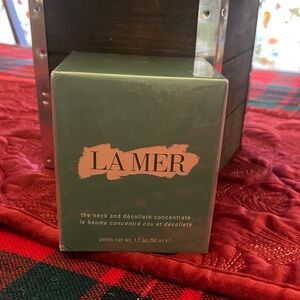 LA MER
the neck and décolleté concentrate
le baume concentré cou et décolleté
poids net wt. 1.7 oz./50 ml ℮